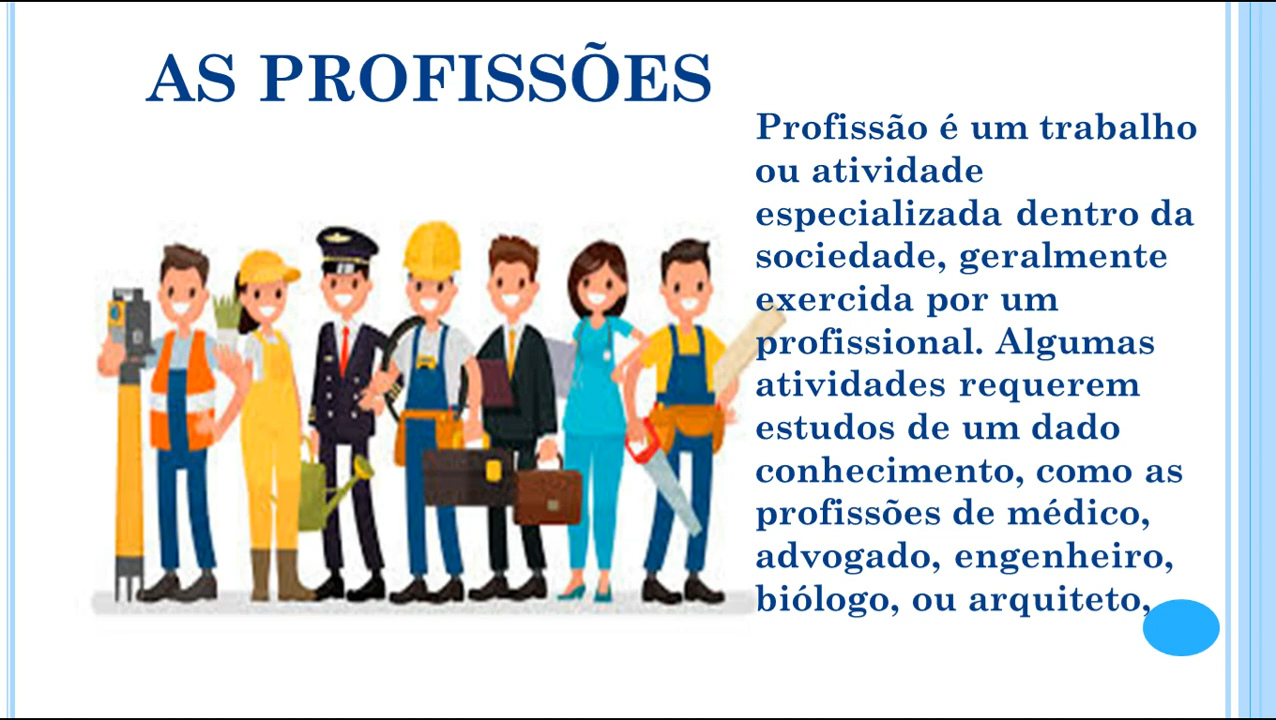 AS PROFISSÕES
Profissão é um trabalho
ou atividade
especializada dentro da
sociedade, geralmente
exercida por um
profissional. Algumas
atividades requerem
estudos de um dado
conhecimento, como as
profissões de médico,
advogado, engenheiro,
biólogo, ou arquiteto,